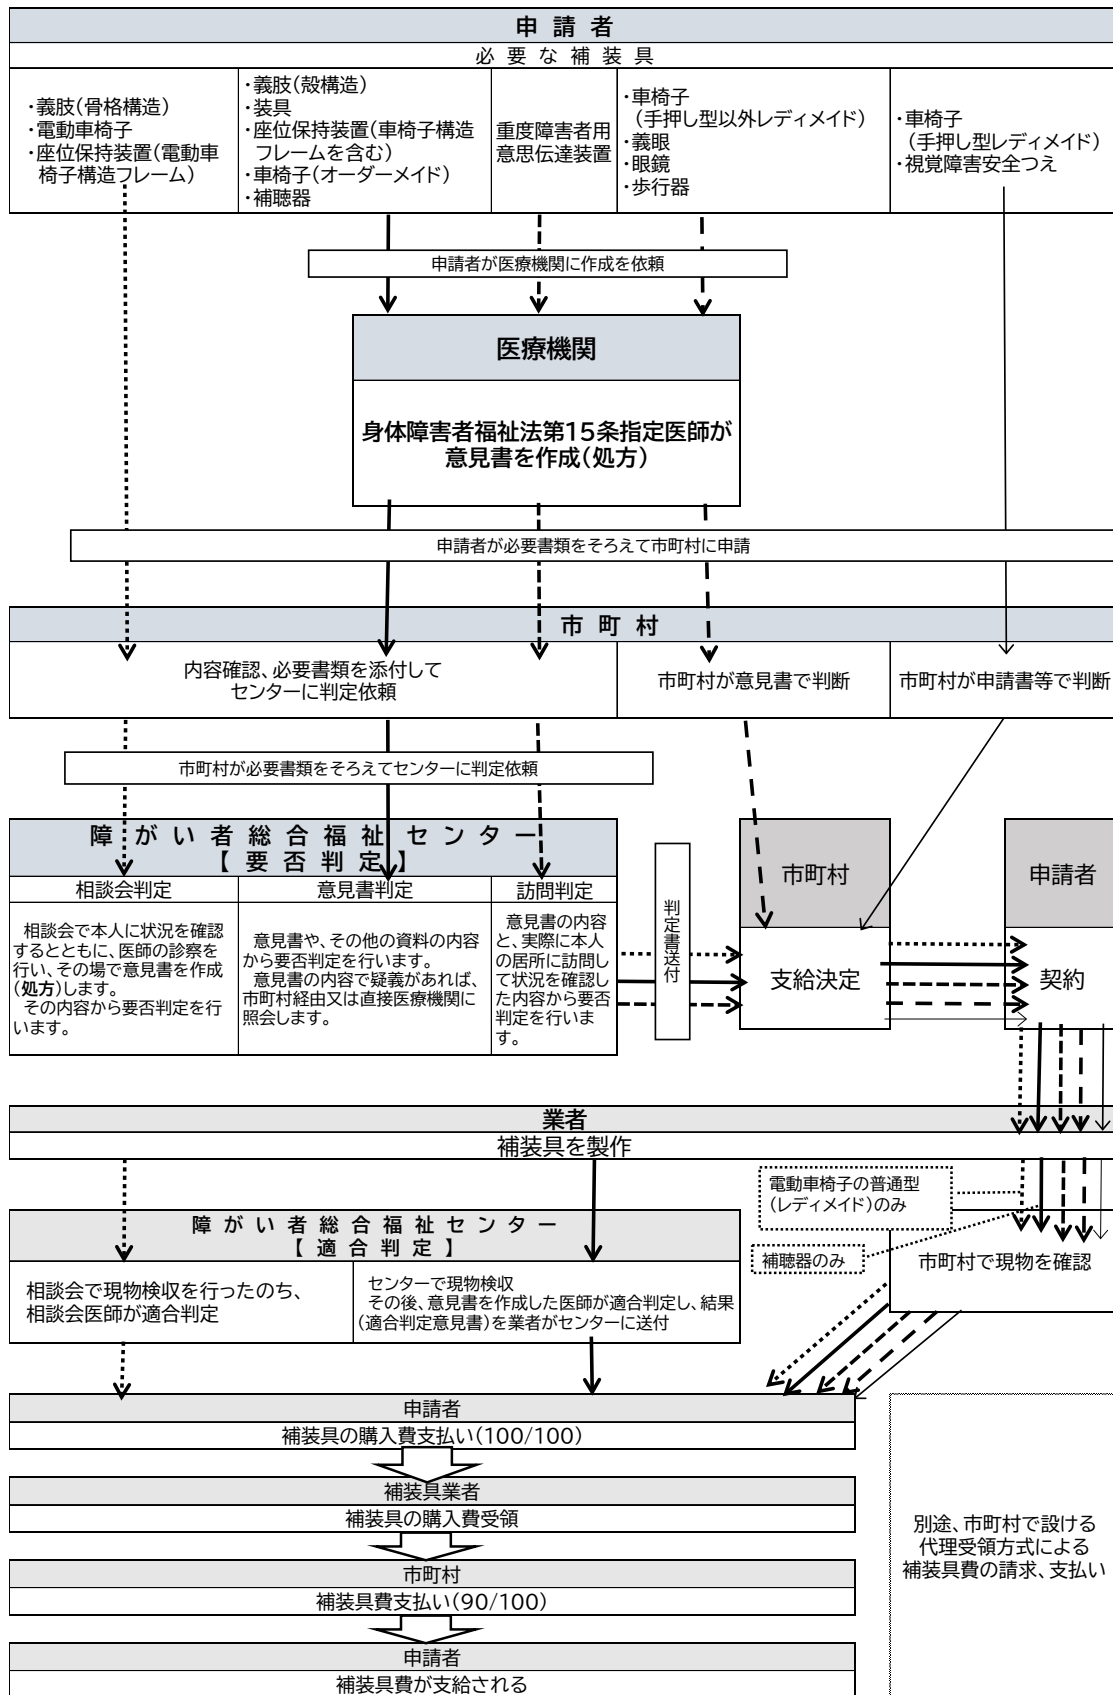 申請者
必要な補装具
・義肢(骨格構造)
・電動車椅子
・座位保持装置(電動車
椅子構造フレーム)
・義肢(殻構造)
・装具
・座位保持装置(車椅子構造
フレームを含む)
・車椅子(オーダーメイド)
・補聴器
重度障害者用
意思伝達装置
・車椅子
(手押し型以外レディメイド)
・義眼
・眼鏡
・歩行器
・車椅子
(手押し型レディメイド)
・視覚障害安全つえ
申請者が医療機関に作成を依頼
医療機関
身体障害者福祉法第15条指定医師が
意見書を作成(処方)
申請者が必要書類をそろえて市町村に申請
市町村
内容確認、必要書類を添付して
センターに判定依頼
市町村が意見書で判断
市町村が申請書等で判断
市町村が必要書類をそろえてセンターに判定依頼
障がい者総合福祉センター
【要否判定】
相談会判定
意見書判定
訪問判定
相談会で本人に状況を確認
するとともに、医師の診察を
行い、その場で意見書を作成
(処方)します。
その内容から要否判定を行
います。
意見書や、その他の資料の内容
から要否判定を行います。
意見書の内容で疑義があれば、
市町村経由又は直接医療機関に
照会します。
意見書の内容
と、実際に本人
の居所に訪問し
て状況を確認し
た内容から要否
判定を行いま
す。
判定書送付
市町村
支給決定
申請者
契約
業者
補装具を製作
電動車椅子の普通型
(レディメイド)のみ
補聴器のみ
市町村で現物を確認
障がい者総合福祉センター
【適合判定】
相談会で現物検収を行ったのち、
相談会医師が適合判定
センターで現物検収
その後、意見書を作成した医師が適合判定し、結果
(適合判定意見書)を業者がセンターに送付
申請者
補装具の購入費支払い(100/100)
補装具業者
補装具の購入費受領
市町村
補装具費支払い(90/100)
申請者
補装具費が支給される
別途、市町村で設ける
代理受領方式による
補装具費の請求、支払い